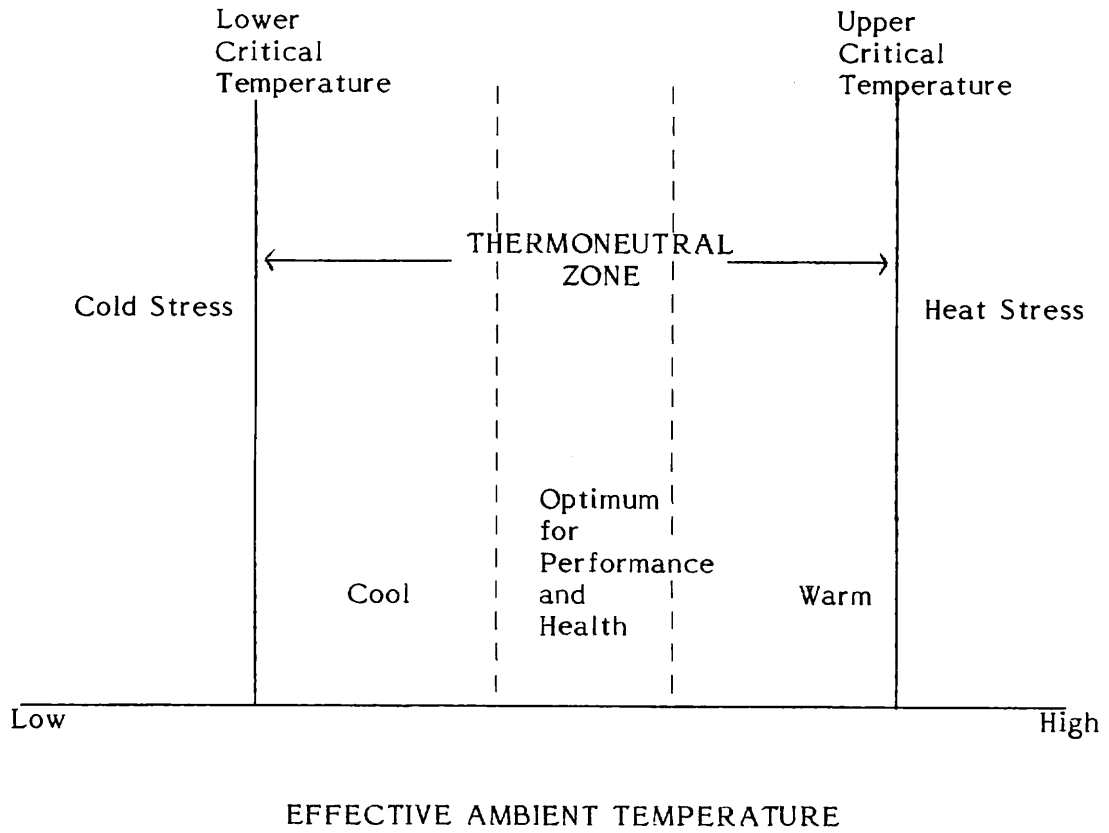 Lower
Critical
Temperature
Upper
Critical
Temperature
THERMONEUTRAL
ZONE
Cold Stress
Heat Stress
Optimum
for
Performance
and
Health
Cool
Warm
Low
High
EFFECTIVE AMBIENT TEMPERATURE